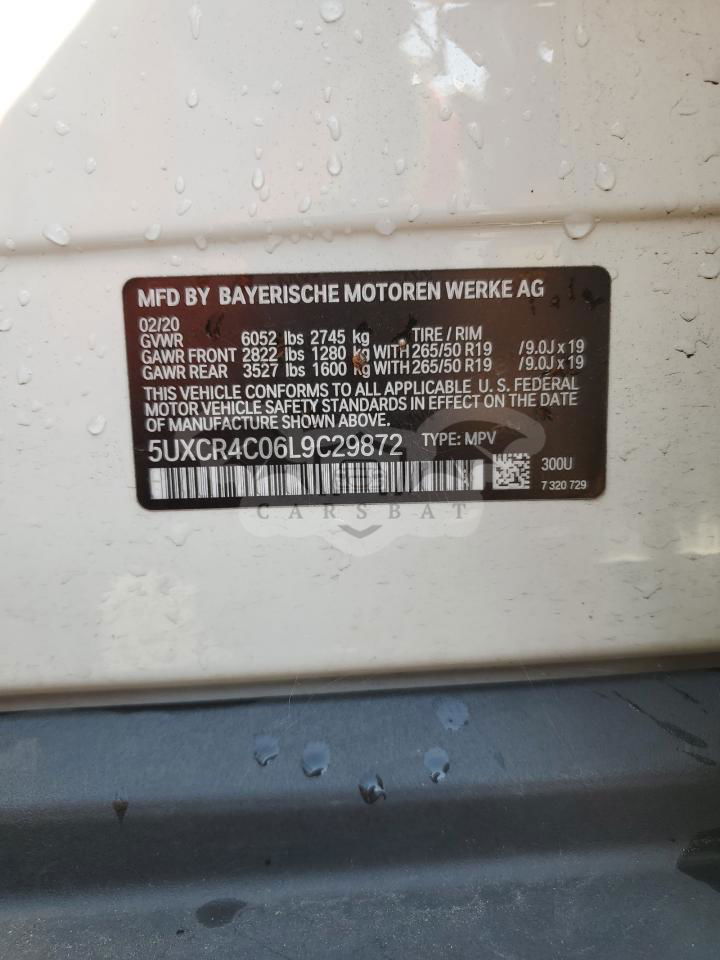 MFD BY BAYERISCHE MOTOREN WERKE AG
02/20 TIRE / RIM
GVWR 6052 lbs 2745 kg
GAWR FRONT 2822 lbs 1280 kg WITH 265/50 R19 /9.0J x 19
GAWR REAR 3527 lbs 1600 kg WITH 265/50 R19 /9.0J x 19
THIS VEHICLE CONFORMS TO ALL APPLICABLE U.S. FEDERAL
MOTOR VEHICLE SAFETY STANDARDS IN EFFECT ON THE DATE
OF MANUFACTURE SHOWN ABOVE.
5UXCR4C06L9C29872 TYPE: MPV
300U
7 320 729
CARSBAT